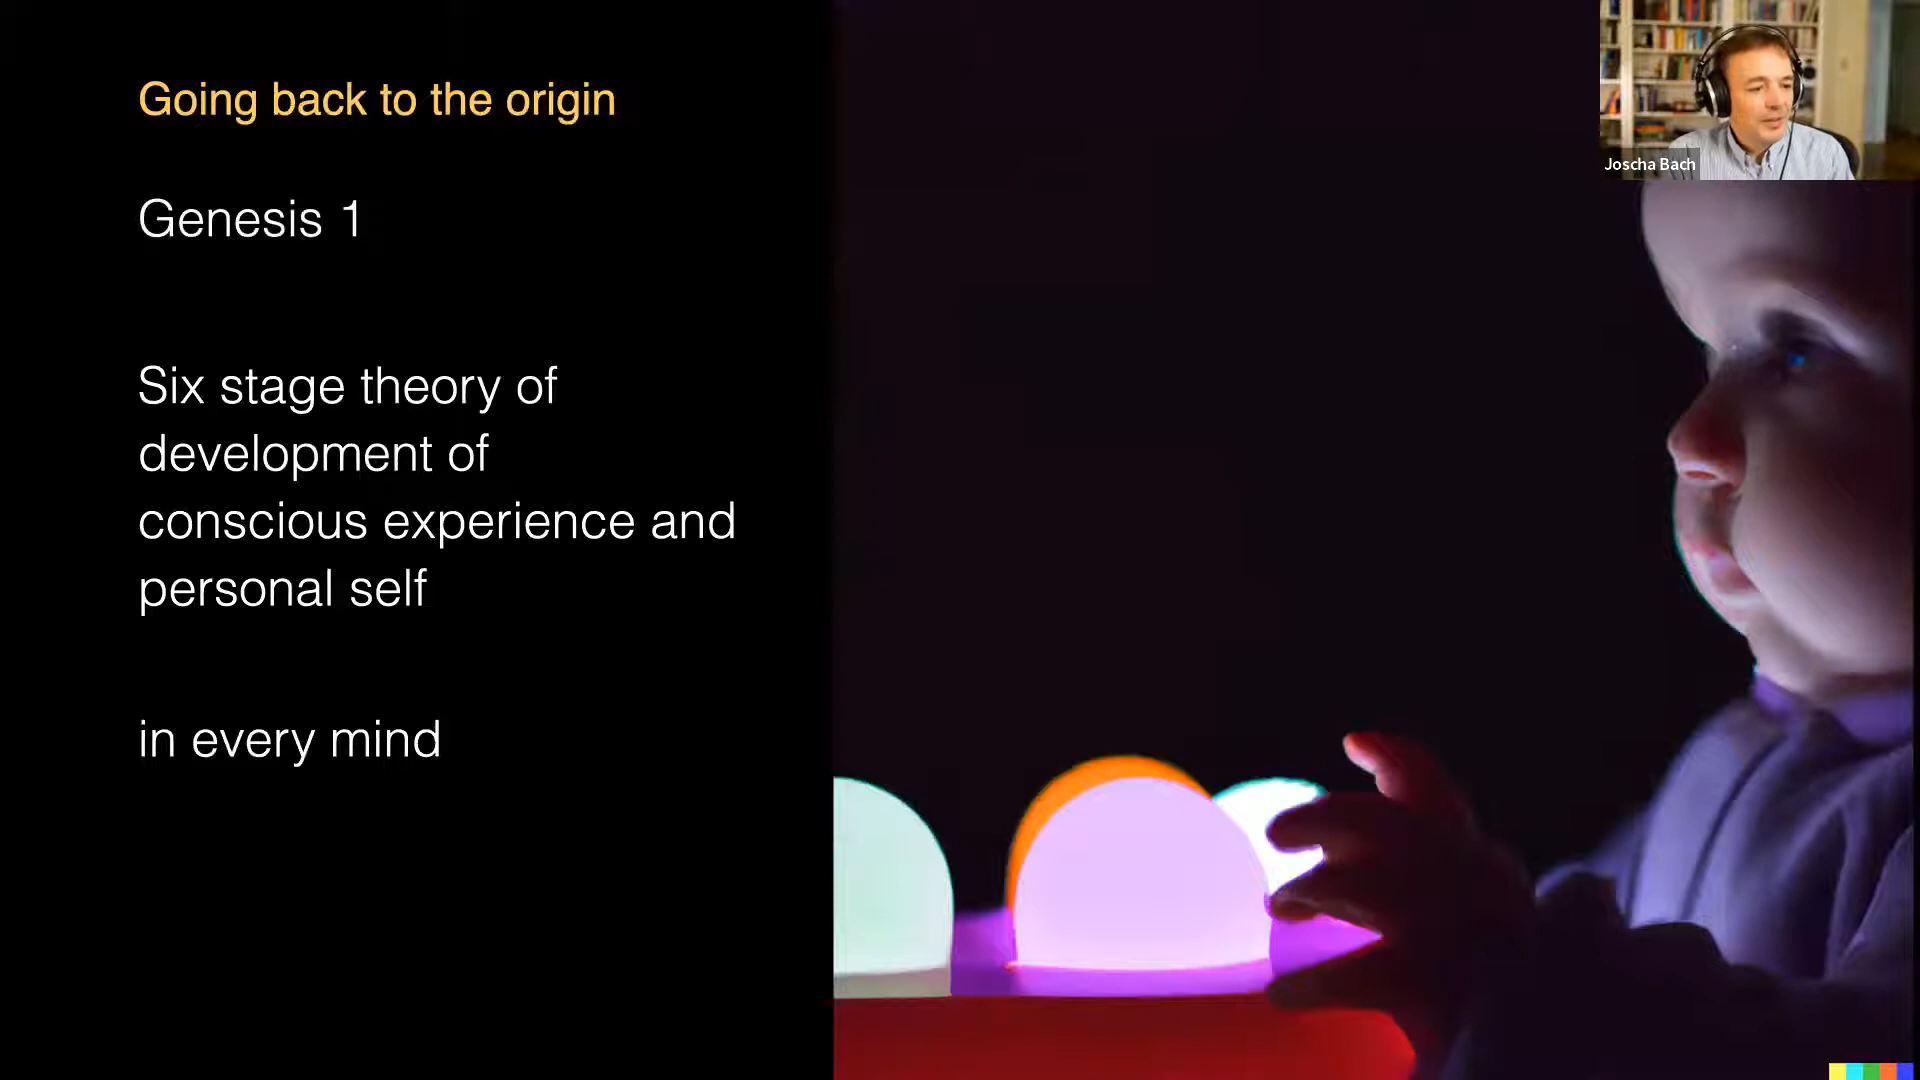 Going back to the origin
Genesis 1
Six stage theory of
development of
conscious experience and
personal self
in every mind
Joscha Bach